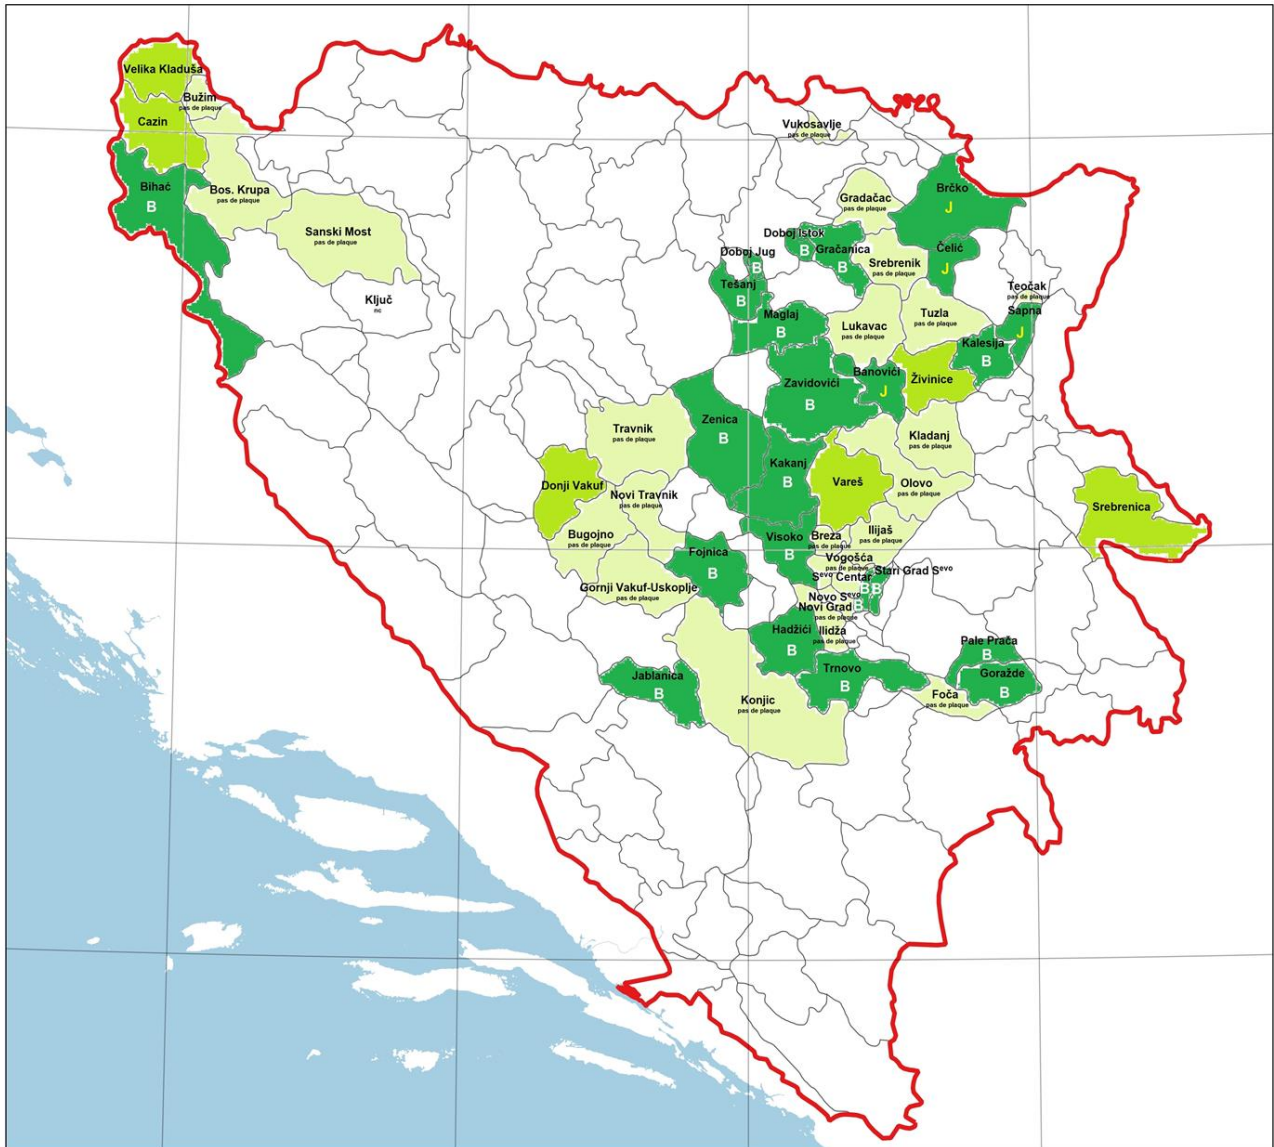 Velika Kladuša
Bužim
pas de plaque
Cazin
Vukosavlje
pas de plaque
Bihać
B
Bos. Krupa
pas de plaque
Brčko
J
Gradačac
pas de plaque
Sanski Most
pas de plaque
Doboj Istok
B
Gračanica
B
Čelić
J
Doboj Jug
B
Srebrenik
pas de plaque
Tešanj
B
Teočak
pas de plaque
Ključ
nc
Maglaj
B
Lukavac
pas de plaque
Tuzla
pas de plaque
Sapna
J
Kalesija
B
Zavidovići
B
Banovići
J
Živinice
Travnik
pas de plaque
Zenica
B
Kladanj
pas de plaque
Kakanj
B
Donji Vakuf
Vareš
Olovo
pas de plaque
Novi Travnik
pas de plaque
Srebrenica
Bugojno
pas de plaque
Visoko
B
Breza
pas de plaque
Ilijaš
pas de plaque
Fojnica
B
Vogošća
pas de plaque
Sevo Centar
B
Stari Grad Sevo
B
Gornji Vakuf-Uskoplje
pas de plaque
Novo Sevo
B
Novi Grad
pas de plaque
Hadžići
B
Ilidža
pas de plaque
Pale Prača
B
Jablanica
B
Trnovo
B
Goražde
B
Konjic
pas de plaque
Foča
pas de plaque